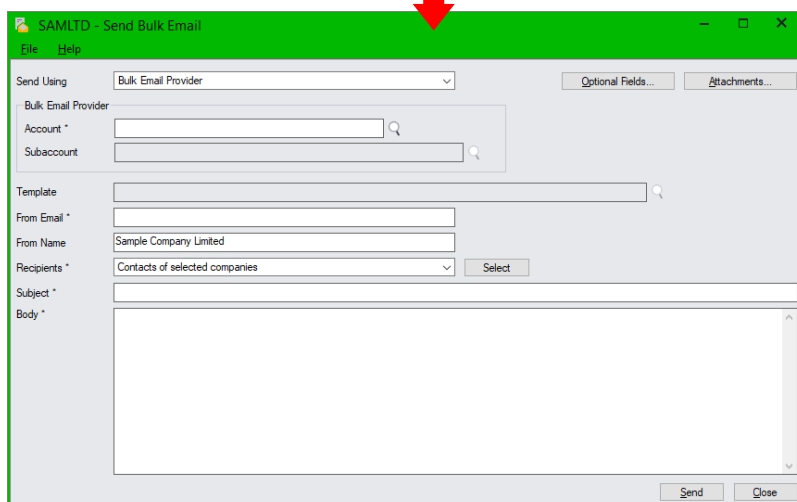 SAMLTD - Send Bulk Email
File Help
Send Using Bulk Email Provider Optional Fields... Attachments...
Bulk Email Provider
Account *
Subaccount
Template
From Email *
From Name Sample Company Limited
Recipients * Contacts of selected companies Select
Subject *
Body *
Send Close